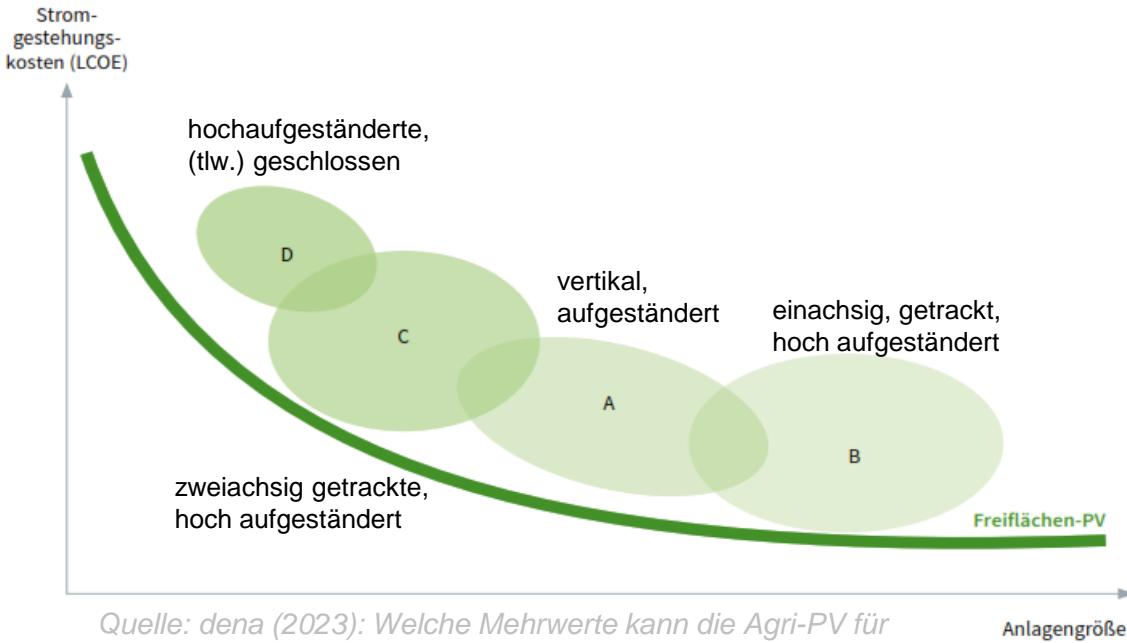 Strom-
gestehungs-
kosten (LCOE)
hochaufgeständerte,
(tlw.) geschlossen
D
vertikal,
aufgeständert
einachsig, getrackt,
hoch aufgeständert
C
A
B
zweiachsig getrackte,
hoch aufgeständert
Freiflächen-PV
Quelle: dena (2023): Welche Mehrwerte kann die Agri-PV für
Anlagengröße